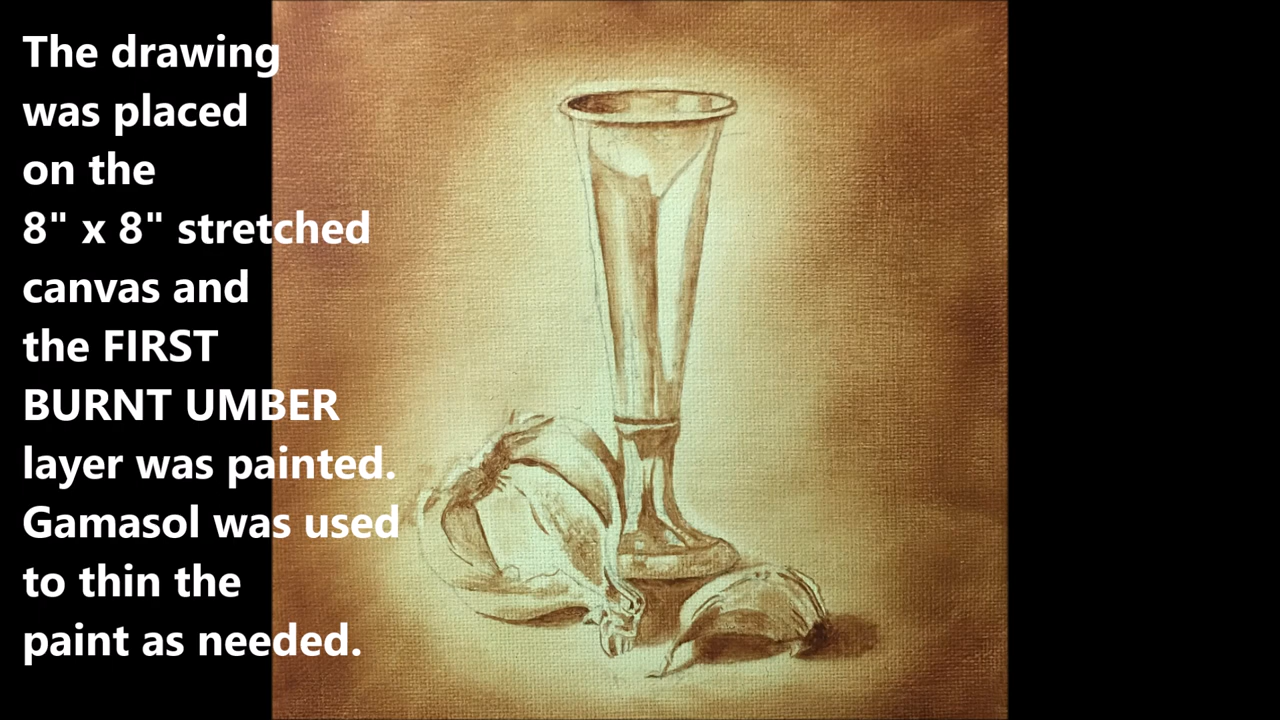 The drawing
was placed
on the
8" x 8" stretched
canvas and
the FIRST
BURNT UMBER
layer was painted.
Gamasol was used
to thin the
paint as needed.